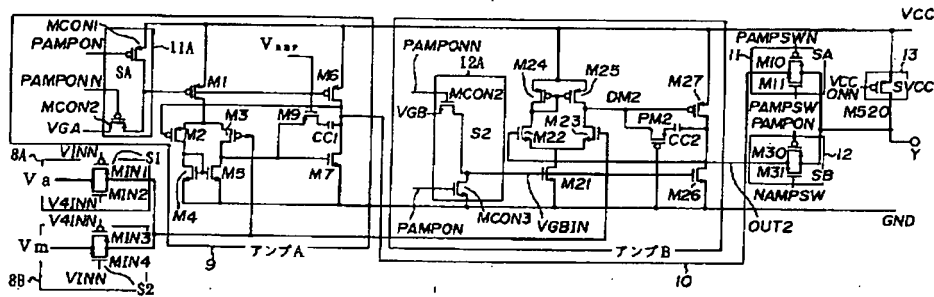 MCON1
PAMPON
11A
SA
PAMPONN
MCON2
VGA
M1
M2
M3
M4
M5
M6
M7
M9
CC1
アンプA
9
8A
VINN
S1
Va
MIN1
MIN2
V4INN
V4INN
Vm
MIN3
MIN4
VINN
S2
8B
PAMPONN
12A
MCON2
VGB
S2
PAMPON
MCON3
VGBIN
M24
M25
M22
M23
M21
DM2
PM2
CC2
M27
M26
アンプB
10
OUT2
VCC
PAMPSWN
11
M10
SA
M11
PAMPSW
PAMPON
M30
M31
SB
12
NAMPSW
13
VCC
ONN
SVCC
M520
Y
GND